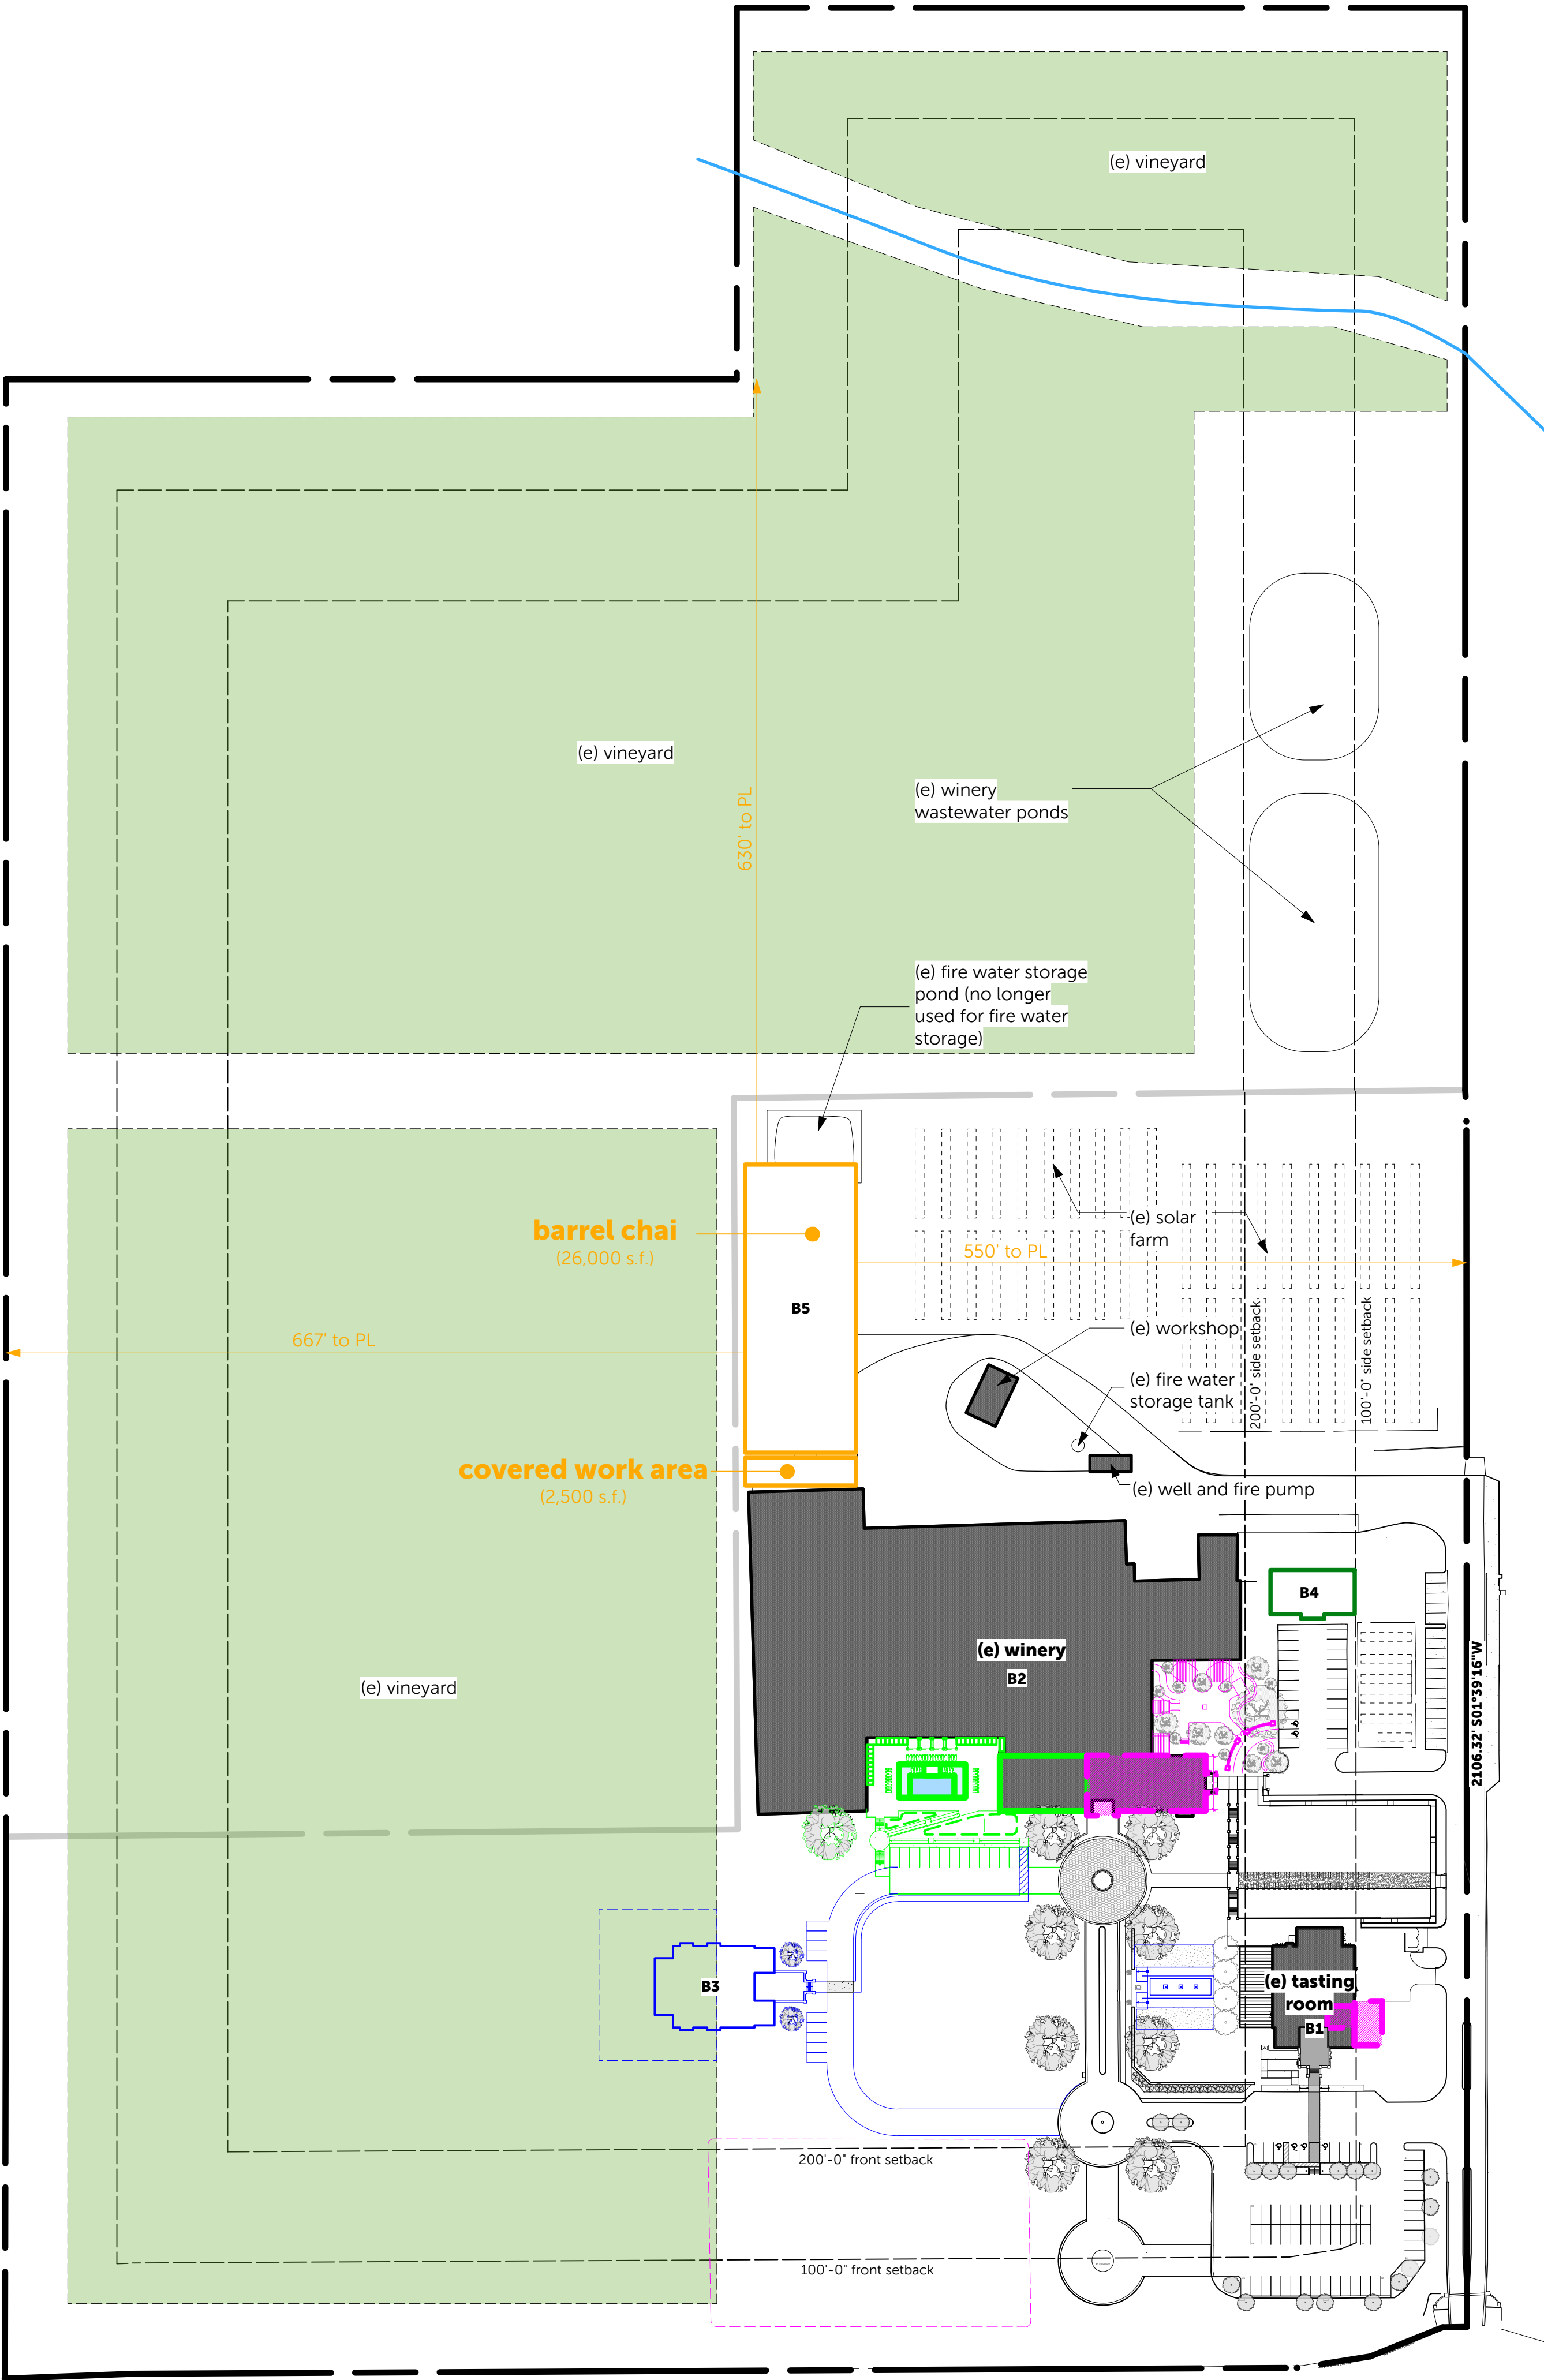 (e) vineyard
(e) vineyard
630' to PL
(e) winery
wastewater ponds
(e) fire water storage
pond (no longer
used for fire water
storage)
barrel chai
(26,000 s.f.)
B5
(e) solar
farm
550' to PL
667' to PL
(e) workshop
200'-0" side setback
100'-0" side setback
(e) fire water
storage tank
covered work area
(2,500 s.f.)
(e) well and fire pump
B4
(e) winery
B2
2106.32' S01°39'16"W
(e) vineyard
B3
(e) tasting
room
B1
200'-0" front setback
100'-0" front setback